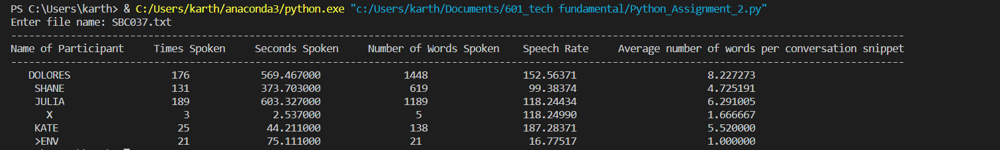 PS C:\Users\karth> & C:/Users/karth/anaconda3/python.exe "c:/Users/karth/Documents/601_tech fundamental/Python_Assignment_2.py"
Enter file name: SBC037.txt
------------------------------------------------------------------------------------------------------------------------------------------------------
Name of Participant     Times Spoken     Seconds Spoken     Number of Words Spoken    Speech Rate     Average number of words per conversation snippet
------------------------------------------------------------------------------------------------------------------------------------------------------
DOLORES     176     569.467000     1448     152.56371     8.227273
SHANE     131     373.703000     619     99.38374     4.725191
JULIA     189     603.327000     1189     118.24434     6.291005
X     3     2.537000     5     118.24990     1.666667
KATE     25     44.211000     138     187.28371     5.520000
>ENV     21     75.111000     21     16.77517     1.000000